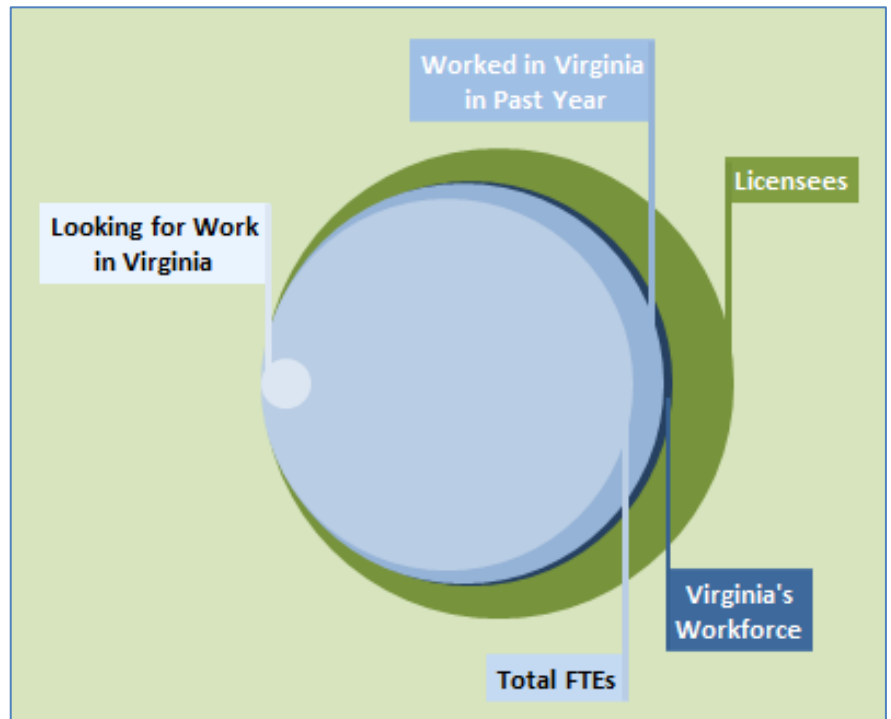 Worked in Virginia
in Past Year
Licensees
Looking for Work
in Virginia
Virginia's
Workforce
Total FTEs